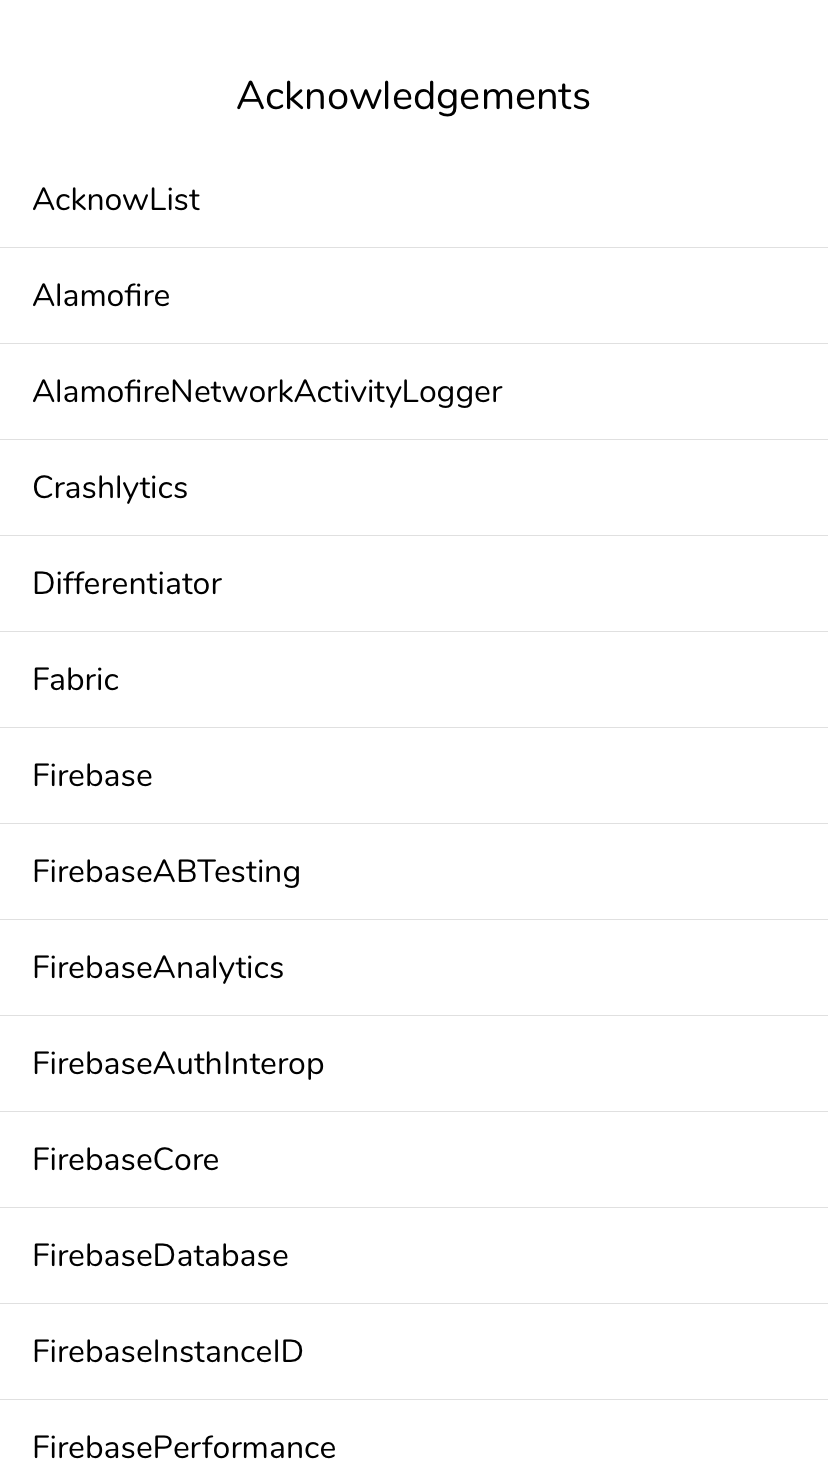 Acknowledgements
AcknowList
Alamofire
AlamofireNetworkActivityLogger
Crashlytics
Differentiator
Fabric
Firebase
FirebaseABTesting
FirebaseAnalytics
FirebaseAuthInterop
FirebaseCore
FirebaseDatabase
FirebaseInstanceID
FirebasePerformance